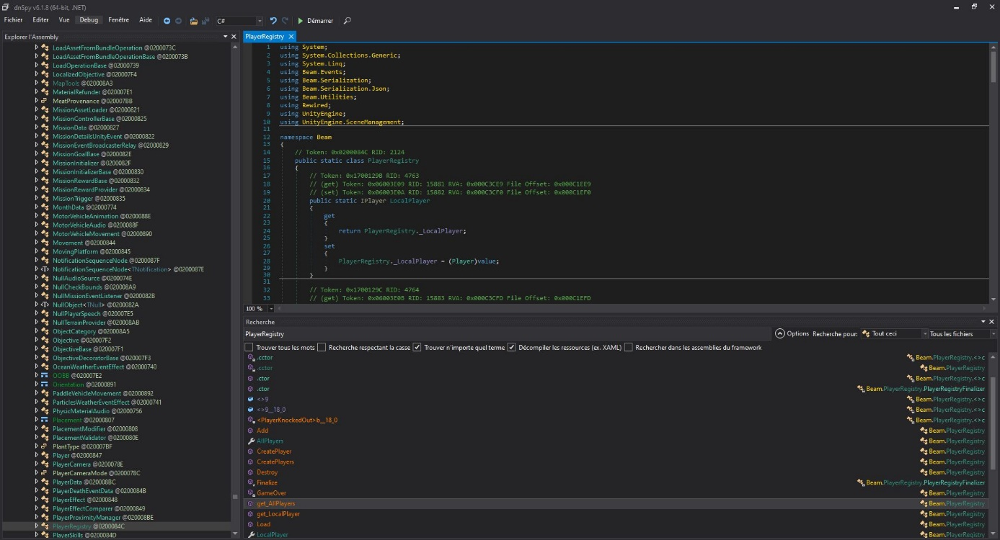 dnSpy v6.1.8 (64-bit, .NET)
Fichier Editer Vue Debug Fenêtre Aide C# Démarrer
Explorer l'Assembly
LoadAssetFromBundleOperation @0200073C
LoadAssetFromBundleOperationBase @0200073B
LoadOperationBase @02000739
LocalizedObjective @020007F4
MapTools @020008A3
MaterialRefunder @020007E1
MeatProvenance @020007BB
MissionAssetLoader @02000821
MissionControllerBase @02000825
MissionData @02000827
MissionDetailsUnityEvent @02000822
MissionEventBroadcasterRelay @02000829
MissionGoalBase @0200082E
MissionInitializer @0200082F
MissionInitializerBase @02000830
MissionRewardBase @02000832
MissionRewardProvider @02000834
MissionTrigger @02000835
MonthData @02000774
MotorVehicleAnimation @0200088E
MotorVehicleAudio @0200088F
MotorVehicleMovement @02000890
Movement @02000844
MovingPlatform @02000845
NotificationSequenceNode @0200087F
NotificationSequenceNode<TNotification> @0200087E
NullAudioSource @0200074E
NullCheckBounds @020008A9
NullMissionEventListener @0200082B
NullObject<TNull> @0200082A
NullPlayerSpeech @020007E5
NullTerrainProvider @020008AB
ObjectCategory @020008A5
Objective @020007F2
ObjectiveBase @020007F1
ObjectiveDecoratorBase @020007F3
OceanWeatherEventEffect @02000740
OOBB @020007E2
Orientation @02000891
PaddleVehicleMovement @02000892
ParticlesWeatherEventEffect @02000741
PhysicMaterialAudio @02000756
Placement @02000807
PlacementModifier @02000808
PlacementValidator @0200080E
PlantType @020007BF
Player @02000847
PlayerCamera @0200078E
PlayerCameraMode @0200078C
PlayerData @020008BC
PlayerDeathEventData @0200084B
PlayerEffect @02000848
PlayerEffectComparer @02000849
PlayerProximityManager @020008BE
PlayerRegistry @0200084C
PlayerSkills @0200084D
PlayerRegistry
1 using System;
2 using System.Collections.Generic;
3 using System.Linq;
4 using Beam.Events;
5 using Beam.Serialization;
6 using Beam.Serialization.Json;
7 using Beam.Utilities;
8 using Rewired;
9 using UnityEngine;
10 using UnityEngine.SceneManagement;
11
12 namespace Beam
13 {
14 // Token: 0x0200084C RID: 2124
15 public static class PlayerRegistry
16 {
17 // Token: 0x1700129B RID: 4763
18 // (get) Token: 0x06003E09 RID: 15881 RVA: 0x000C3CE9 File Offset: 0x000C1EE9
19 // (set) Token: 0x06003E0A RID: 15882 RVA: 0x000C3CF0 File Offset: 0x000C1EF0
20 public static IPlayer LocalPlayer
21 {
22 get
23 {
24 return PlayerRegistry._LocalPlayer;
25 }
26 set
27 {
28 PlayerRegistry._LocalPlayer = (Player)value;
29 }
30 }
31
32 // Token: 0x1700129C RID: 4764
33 // (get) Token: 0x06003E0B RID: 15883 RVA: 0x000C3CFD File Offset: 0x000C1EFD
100 %
Recherche
PlayerRegistry Options Recherche pour: Tout ceci Tous les fichiers
Trouver tous les mots Recherche respectant la casse Trouver n'importe quel terme Décompiler les ressources (ex. XAML) Rechercher dans les assemblies du framework
.cctor Beam.PlayerRegistry.<>c
.cctor Beam.PlayerRegistry
.ctor Beam.PlayerRegistry.<>c
.ctor Beam.PlayerRegistry.PlayerRegistryFinalizer
<>9 Beam.PlayerRegistry.<>c
<>9__18_0 Beam.PlayerRegistry.<>c
<PlayerKnockedOut>b__18_0 Beam.PlayerRegistry.<>c
Add Beam.PlayerRegistry
AllPlayers Beam.PlayerRegistry
CreatePlayer Beam.PlayerRegistry
CreatePlayers Beam.PlayerRegistry
Destroy Beam.PlayerRegistry
Finalize Beam.PlayerRegistry.PlayerRegistryFinalizer
GameOver Beam.PlayerRegistry
get_AllPlayers Beam.PlayerRegistry
get_LocalPlayer Beam.PlayerRegistry
Load Beam.PlayerRegistry
LocalPlayer Beam.PlayerRegistry